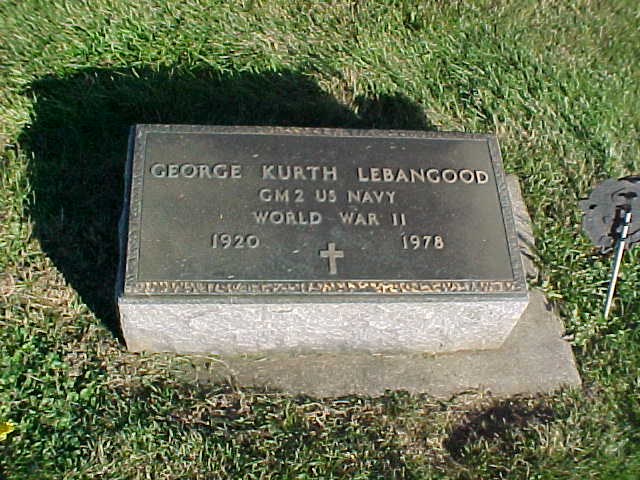 GEORGE KURTH LEBANGOOD
GM2 US NAVY
WORLD WAR II
1920 1978